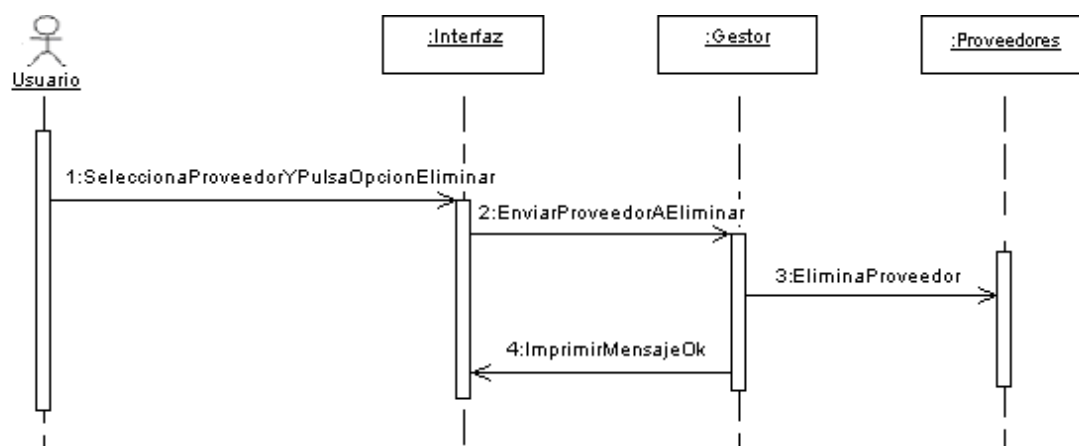 :Interfaz
:Gestor
:Proveedores
Usuario
1:SeleccionaProveedorYPulsaOpcionEliminar
2:EnviarProveedorAEliminar
3:EliminaProveedor
4:ImprimirMensajeOk